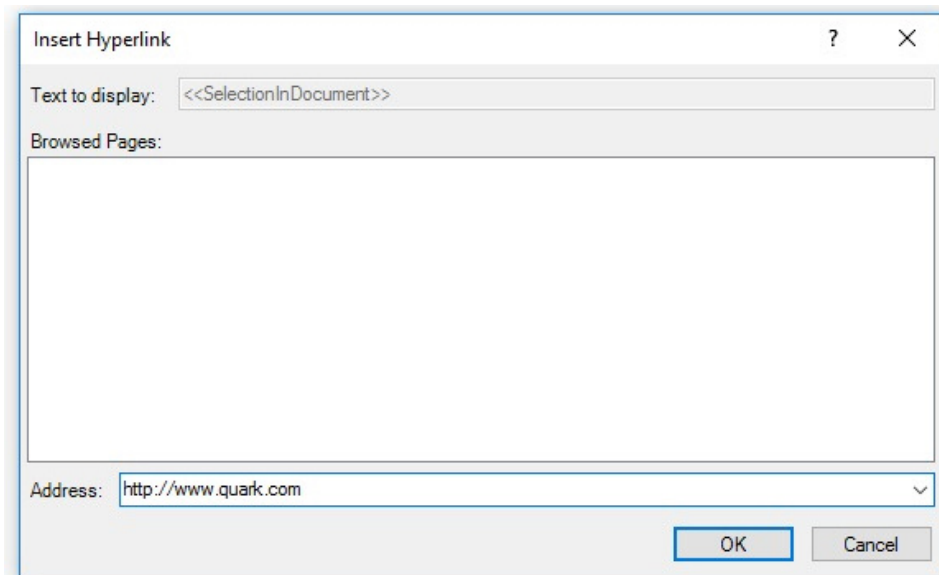 Insert Hyperlink ?
Text to display: <<SelectionInDocument>>
Browsed Pages:
Address: http://www.quark.com
OK Cancel